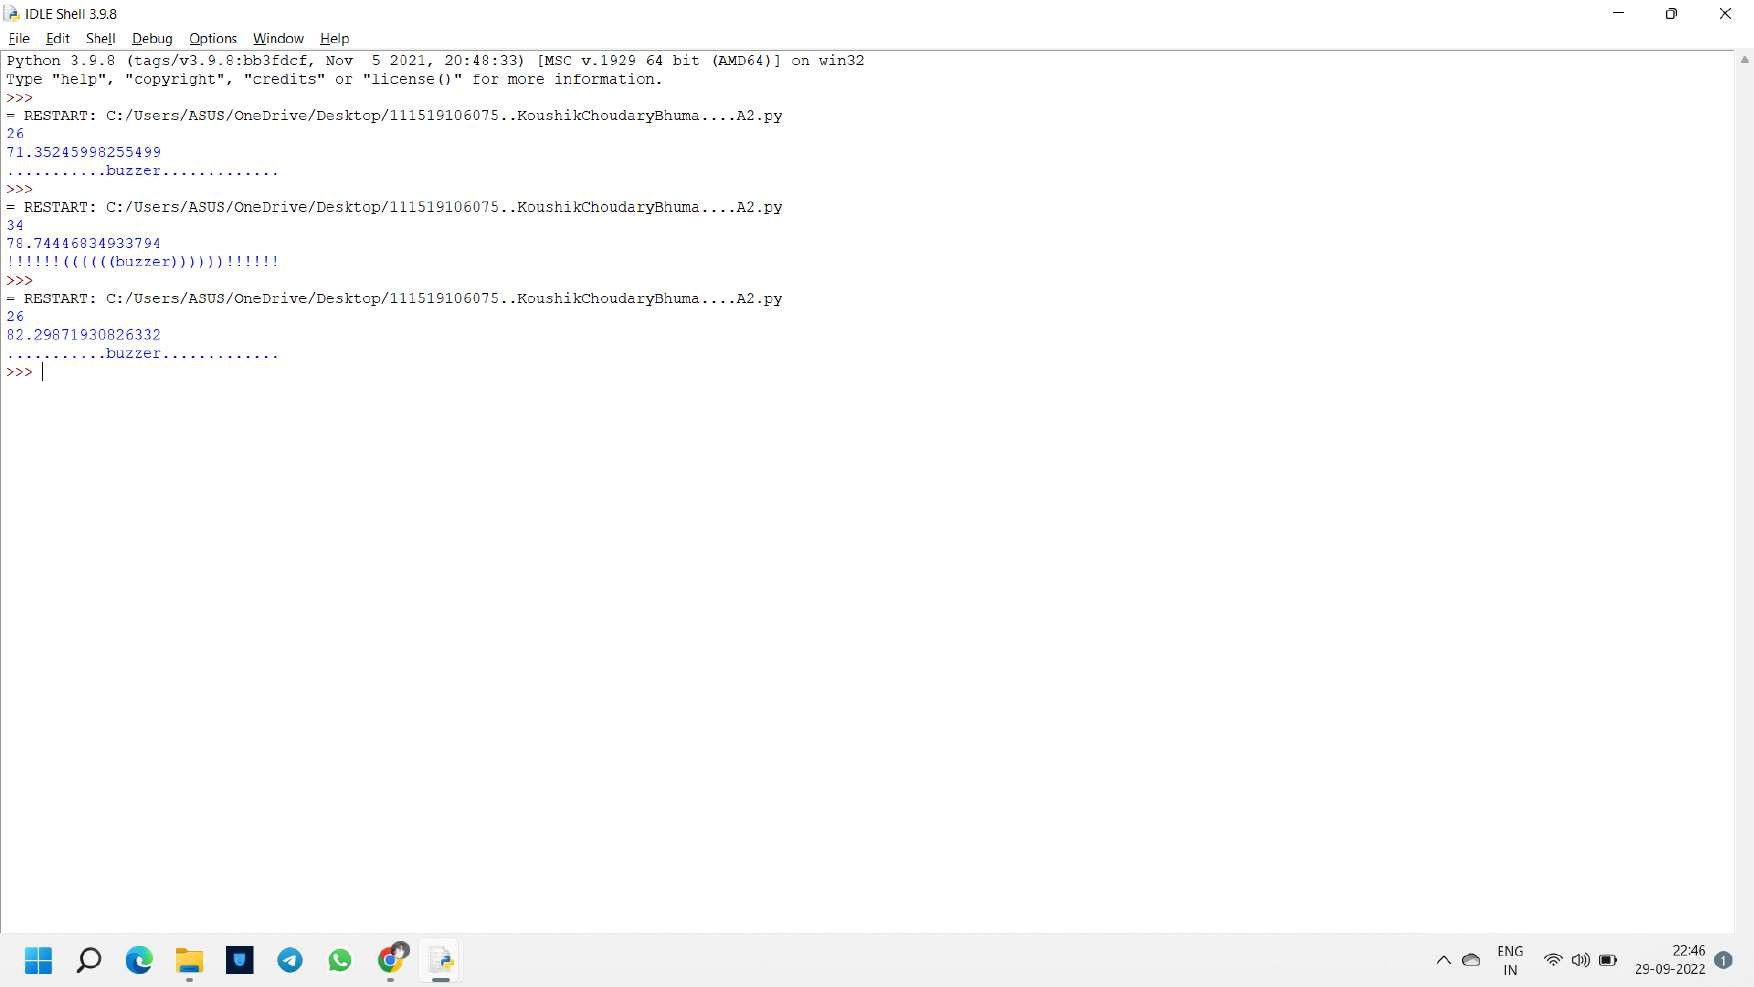 IDLE Shell 3.9.8
File Edit Shell Debug Options Window Help
Python 3.9.8 (tags/v3.9.8:bb3fdcf, Nov  5 2021, 20:48:33) [MSC v.1929 64 bit (AMD64)] on win32
Type "help", "copyright", "credits" or "license()" for more information.
>>>
= RESTART: C:/Users/ASUS/OneDrive/Desktop/111519106075..KoushikChoudaryBhuma....A2.py
26
71.35245998255499
...........buzzer.............
>>>
= RESTART: C:/Users/ASUS/OneDrive/Desktop/111519106075..KoushikChoudaryBhuma....A2.py
34
78.74446834933794
!!!!!!((((((buzzer))))))!!!!!!
>>>
= RESTART: C:/Users/ASUS/OneDrive/Desktop/111519106075..KoushikChoudaryBhuma....A2.py
26
82.29871930826332
...........buzzer.............
>>>
ENG
IN
22:46
29-09-2022
1